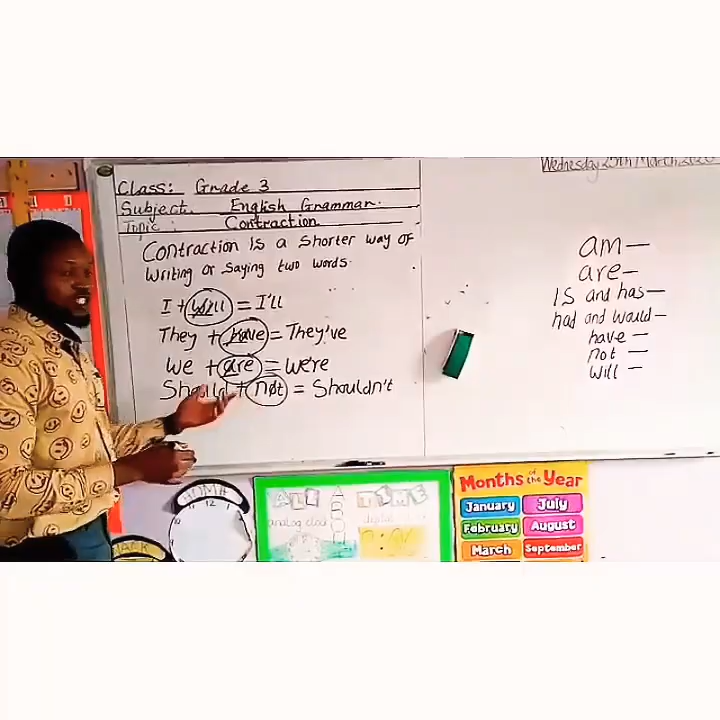 Class: Grade 3
Subject. English Grammar.
Topic: Contraction
Contraction is a shorter way of
writing or saying two words.
I + will = I'll
They + have = They've
We + are = We're
Should + not = Shouldn't
Wednesday 25th March
am —
are —
Is and has —
had and would —
have —
not —
will —
12
analog clock
digital
Months of the Year
January July
February August
March September